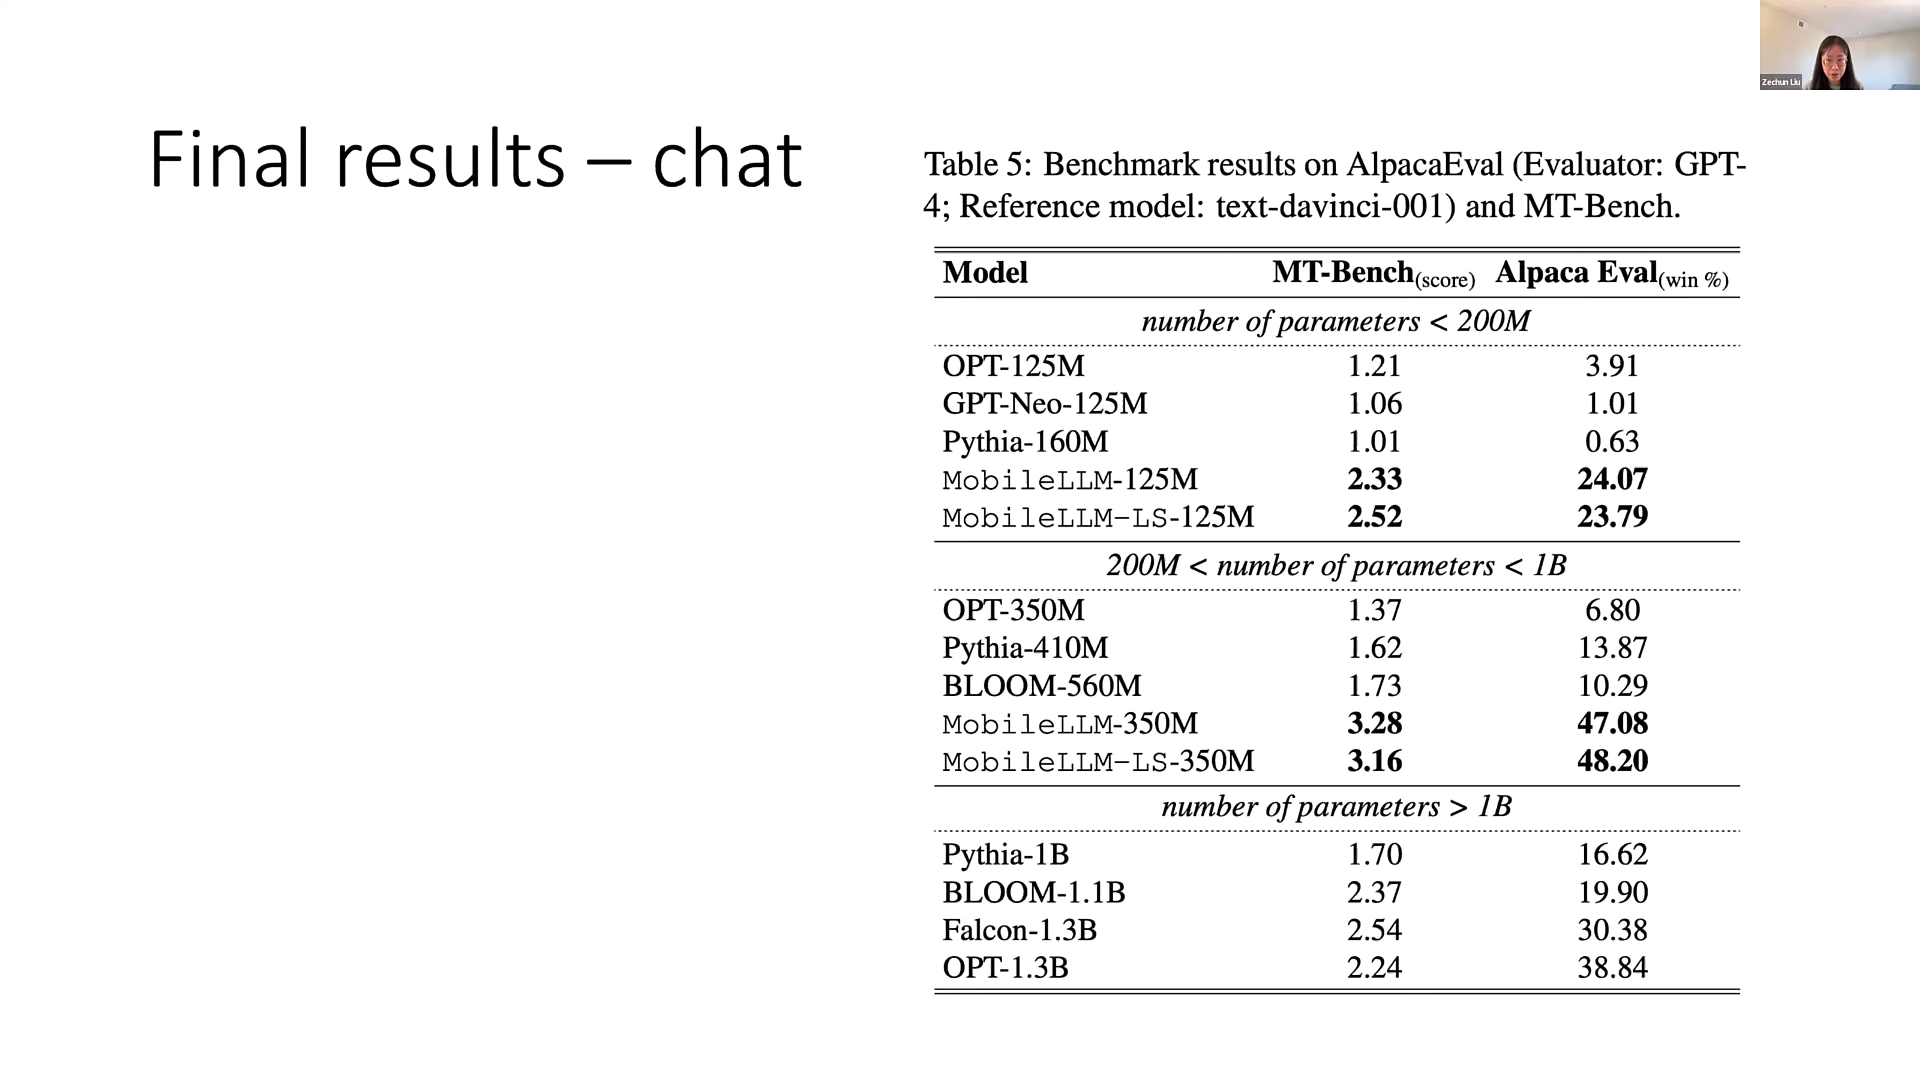 Zechun Liu
Final results – chat
Table 5: Benchmark results on AlpacaEval (Evaluator: GPT-
4; Reference model: text-davinci-001) and MT-Bench.
Model MT-Bench(score) Alpaca Eval(win %)
number of parameters < 200M
OPT-125M 1.21 3.91
GPT-Neo-125M 1.06 1.01
Pythia-160M 1.01 0.63
MobileLLM-125M 2.33 24.07
MobileLLM-LS-125M 2.52 23.79
200M < number of parameters < 1B
OPT-350M 1.37 6.80
Pythia-410M 1.62 13.87
BLOOM-560M 1.73 10.29
MobileLLM-350M 3.28 47.08
MobileLLM-LS-350M 3.16 48.20
number of parameters > 1B
Pythia-1B 1.70 16.62
BLOOM-1.1B 2.37 19.90
Falcon-1.3B 2.54 30.38
OPT-1.3B 2.24 38.84